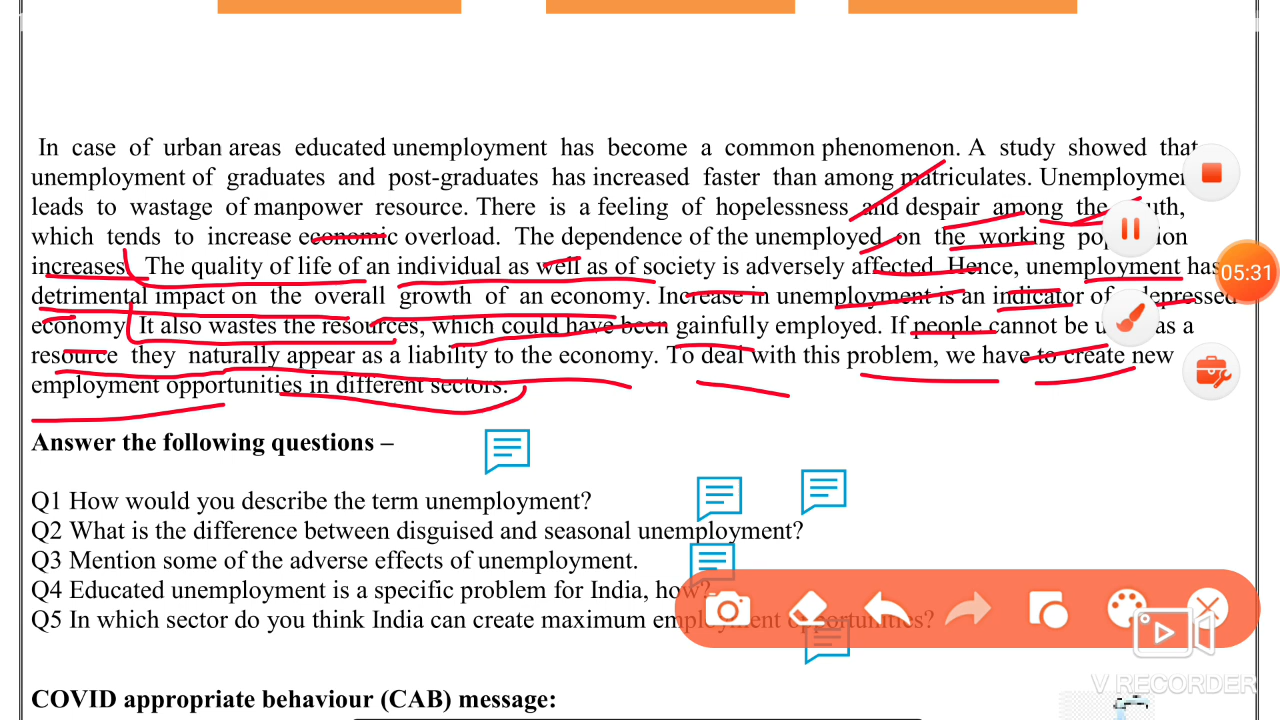 In case of urban areas educated unemployment has become a common phenomenon. A study showed that
unemployment of graduates and post-graduates has increased faster than among matriculates.
leads to wastage of manpower resource. There is a feeling of hopelessness and despair among the
which tends to increase economic overload. The dependence of the unemployed on the working
increases. The quality of life of an individual as well as of society is adversely affected. Hence, unemployment has
detrimental impact on the overall growth of an economy. Increase in unemployment is an indicator of depressed
economy. It also wastes the resources, which could have been gainfully employed. If people cannot be as a
resource they naturally appear as a liability to the economy. To deal with this problem, we have to create new
employment opportunities in different sectors.
05:31
Answer the following questions –
Q1 How would you describe the term unemployment?
Q2 What is the difference between disguised and seasonal unemployment?
Q3 Mention some of the adverse effects of unemployment.
Q4 Educated unemployment is a specific problem for India, how?
Q5 In which sector do you think India can create maximum employment opportunities?
COVID appropriate behaviour (CAB) message:
V RECORDER